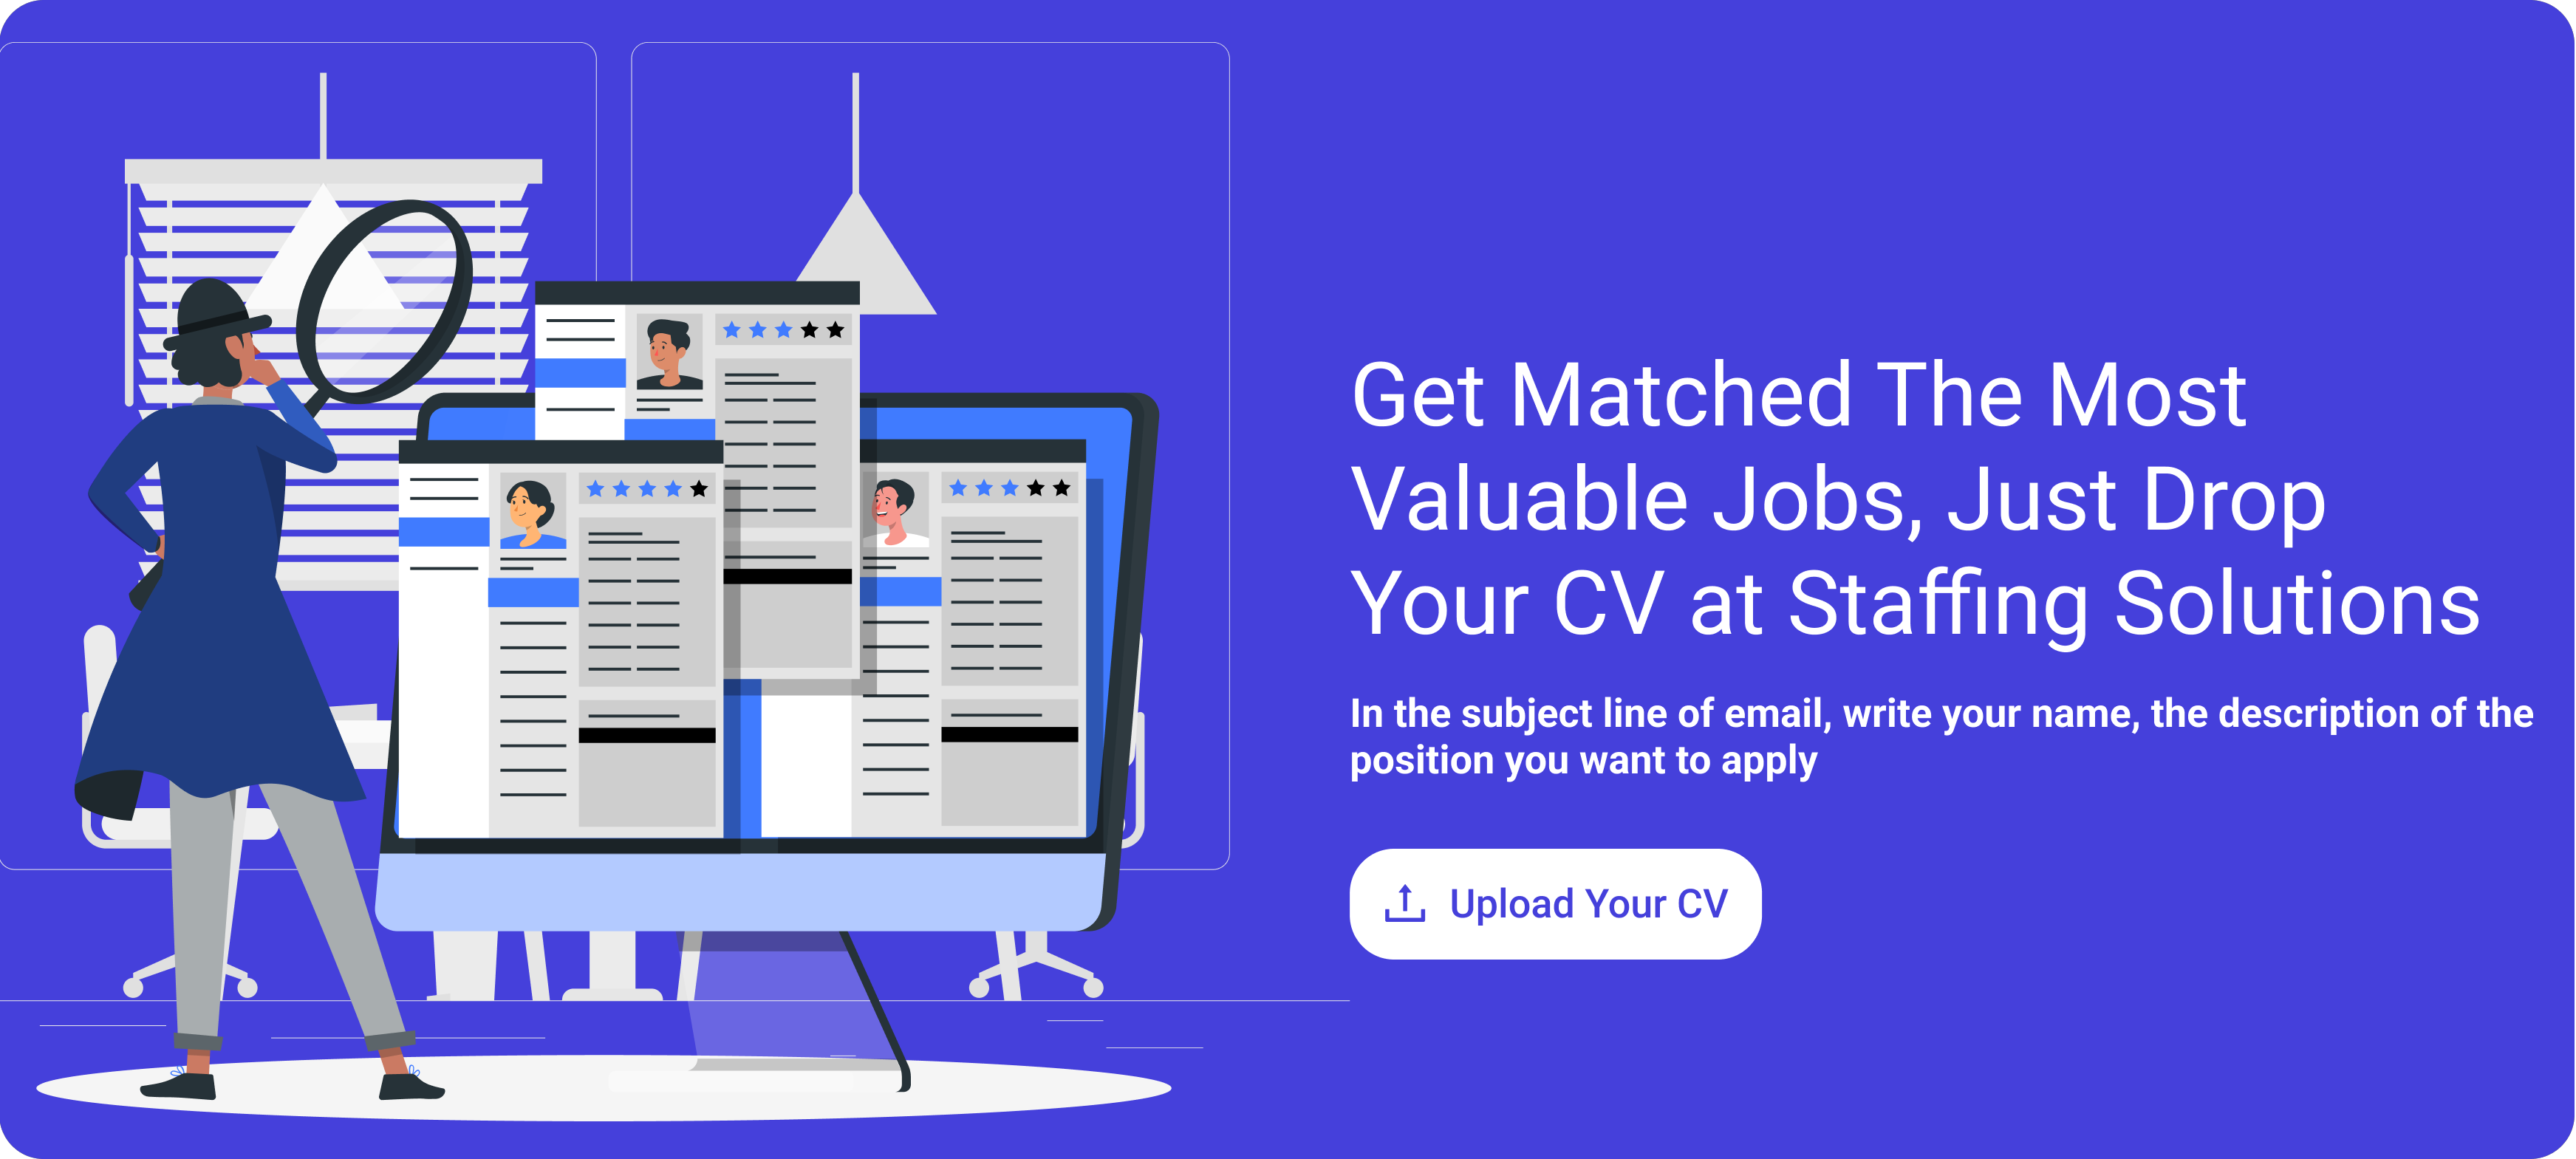 Get Matched The Most
Valuable Jobs, Just Drop
Your CV at Staffing Solutions
In the subject line of email, write your name, the description of the
position you want to apply
Upload Your CV